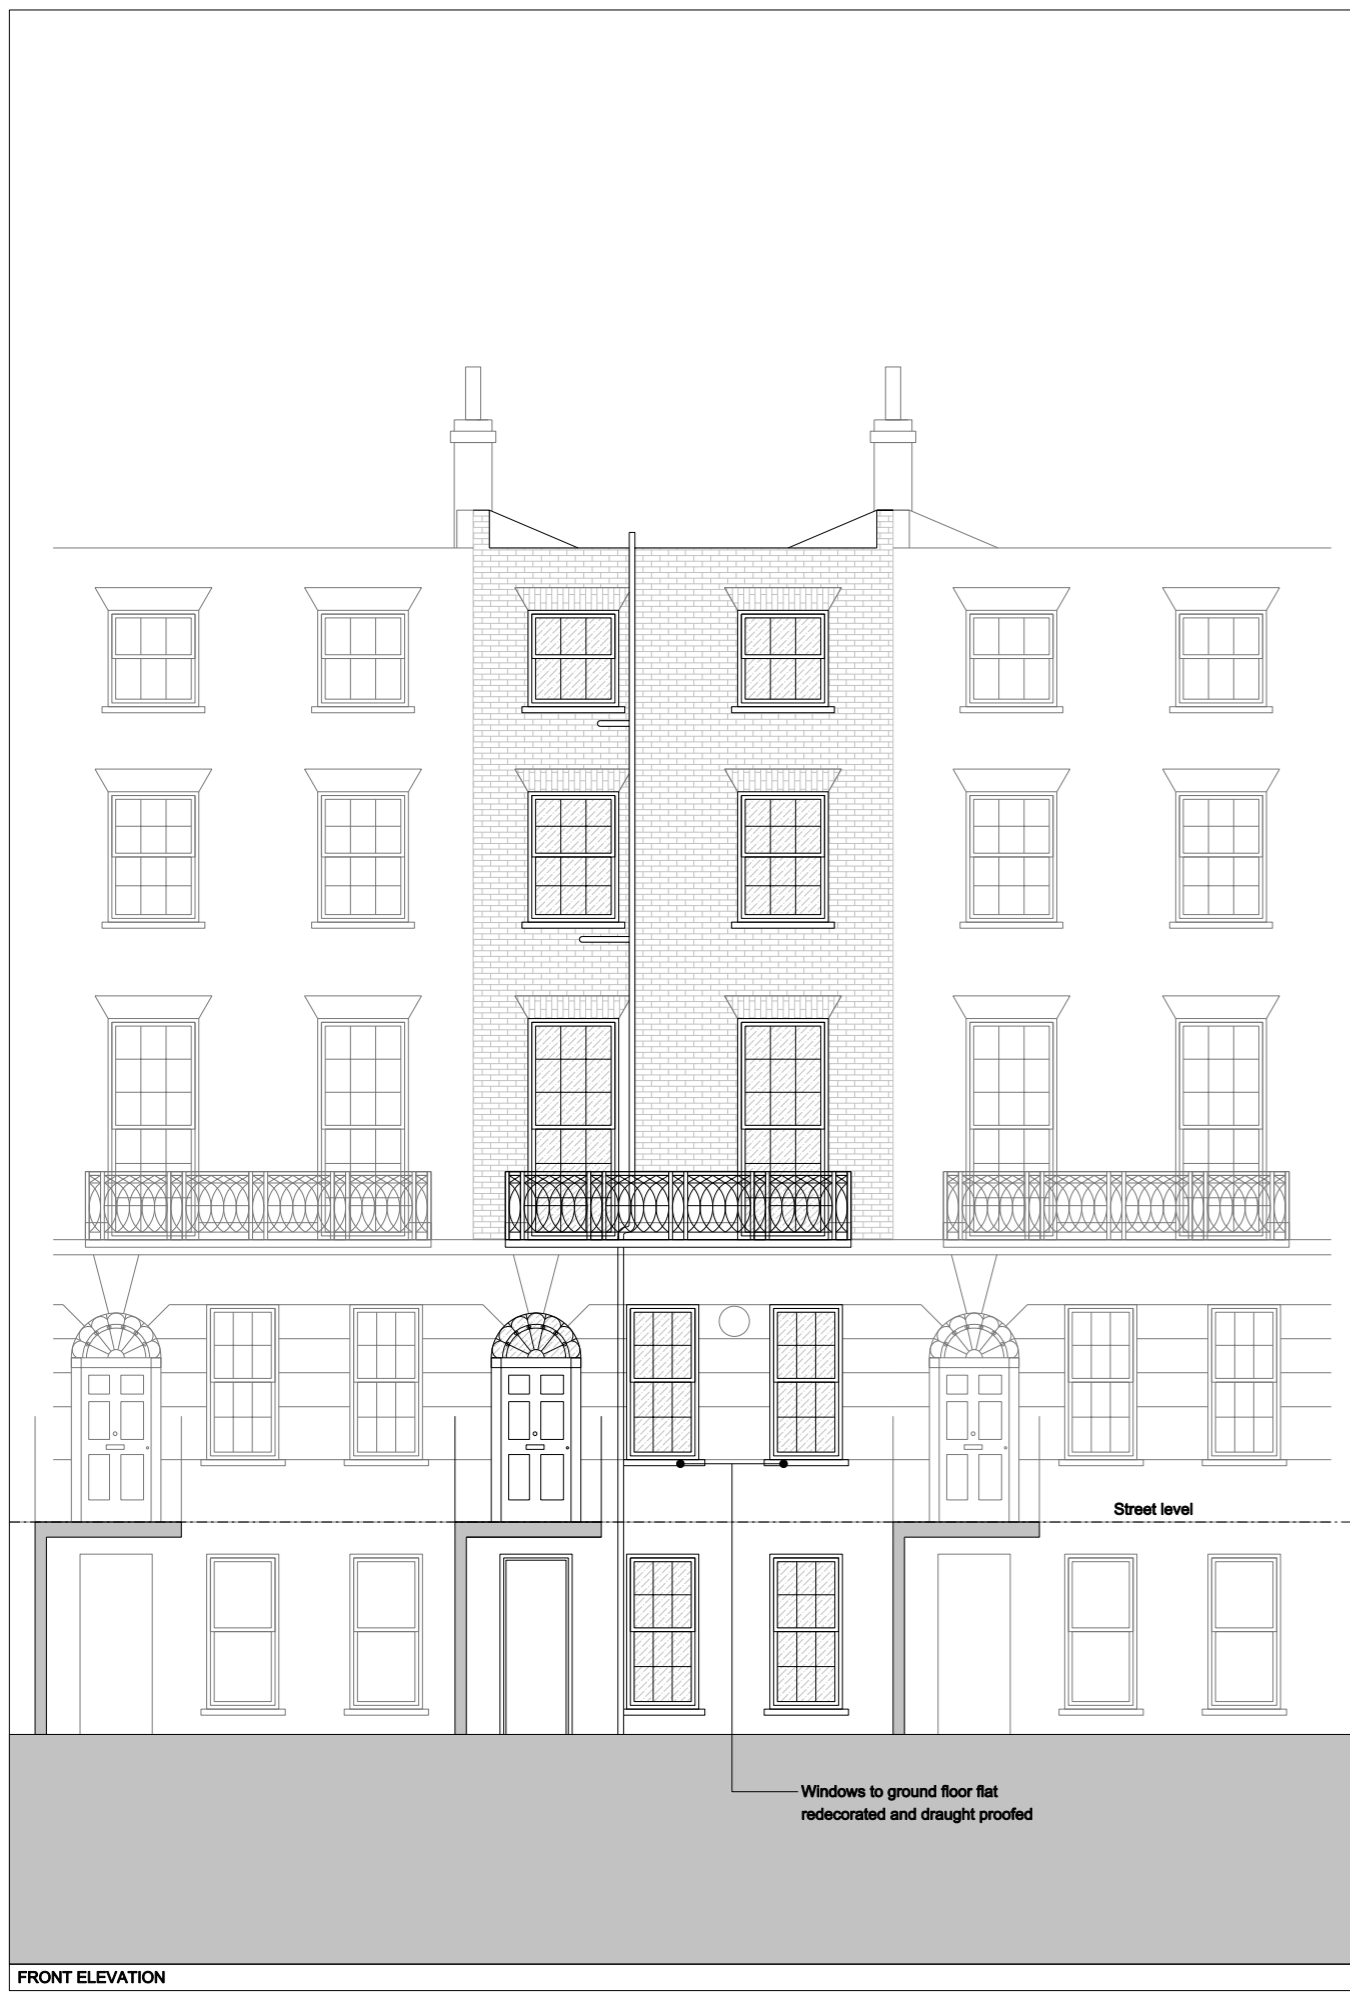 Street level
Windows to ground floor flat
redecorated and draught proofed
FRONT ELEVATION